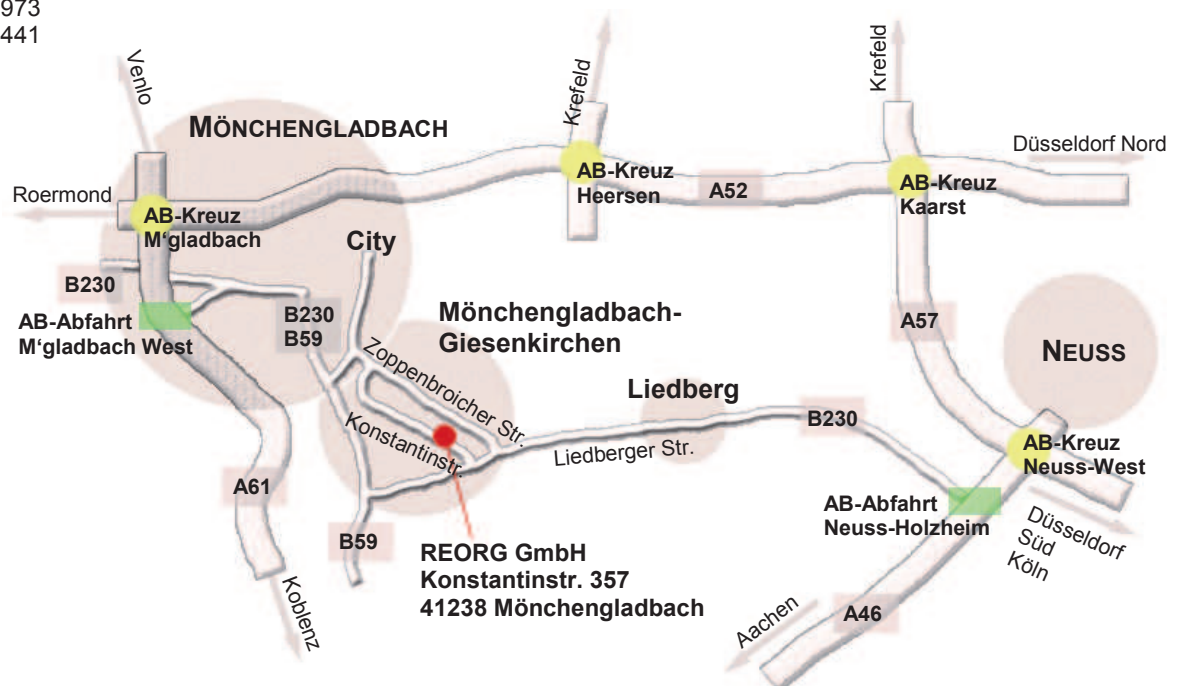 973
441
Venlo
Krefeld
Krefeld
MÖNCHENGLADBACH
Düsseldorf Nord
Roermond
AB-Kreuz
M'gladbach
AB-Kreuz
Heersen
A52
AB-Kreuz
Kaarst
City
B230
AB-Abfahrt
M'gladbach West
B230
B59
Mönchengladbach-
Giesenkirchen
A57
NEUSS
Zoppenbroicher Str.
Liedberg
Konstantinstr.
Liedberger Str.
B230
AB-Kreuz
Neuss-West
A61
AB-Abfahrt
Neuss-Holzheim
Düsseldorf
Süd
Köln
B59
REORG GmbH
Konstantinstr. 357
41238 Mönchengladbach
Koblenz
Aachen
A46